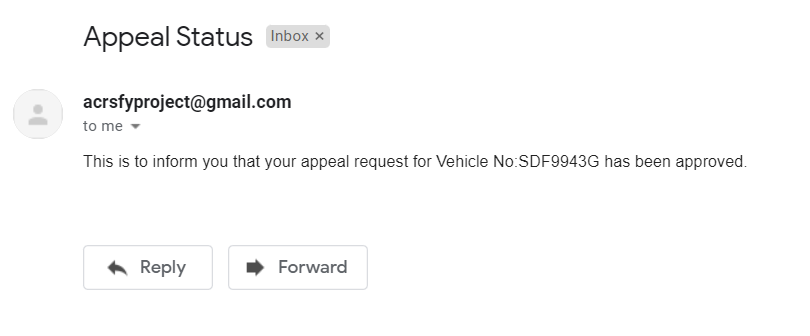 Appeal Status Inbox ×
acrsfyproject@gmail.com
to me
This is to inform you that your appeal request for Vehicle No:SDF9943G has been approved.
Reply Forward